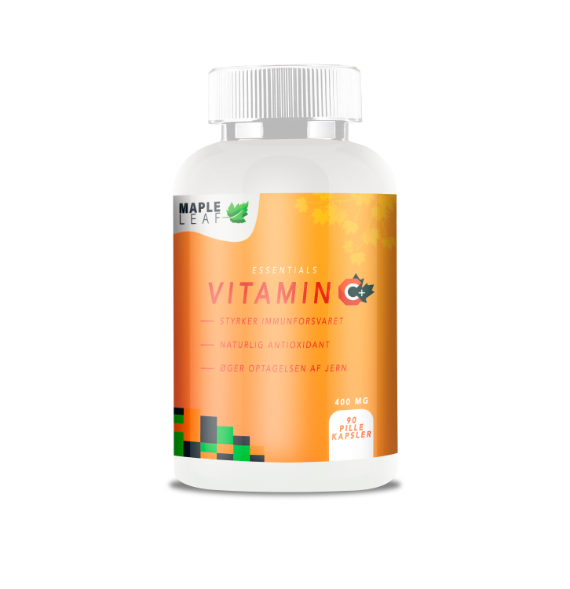 MAPLE
LEAF
ESSENTIALS
VITAMIN C+
STYRKER IMMUNFORSVARET
NATURLIG ANTIOXIDANT
ØGER OPTAGELSEN AF JERN
400 MG
90
PILLE
KAPSLER